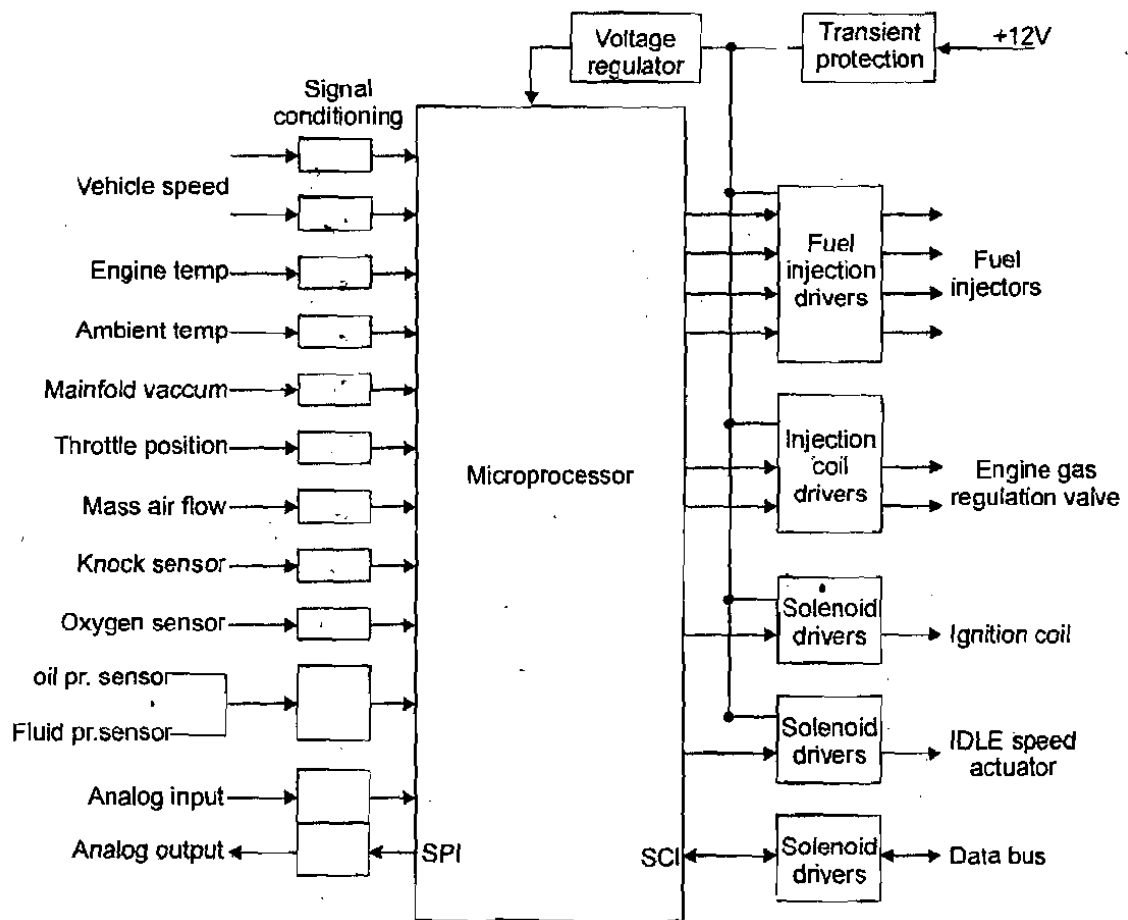 Voltage
regulator
Transient
protection
+12V
Signal
conditioning
Vehicle speed
Engine temp
Ambient temp
Mainfold vaccum
Throttle position
Mass air flow
Knock sensor
Oxygen sensor
oil pr. sensor
Fluid pr.sensor
Analog input
Analog output
SPI
Microprocessor
SCI
Fuel
injection
drivers
Fuel
injectors
Injection
coil
drivers
Engine gas
regulation valve
Solenoid
drivers
Ignition coil
Solenoid
drivers
IDLE speed
actuator
Solenoid
drivers
Data bus